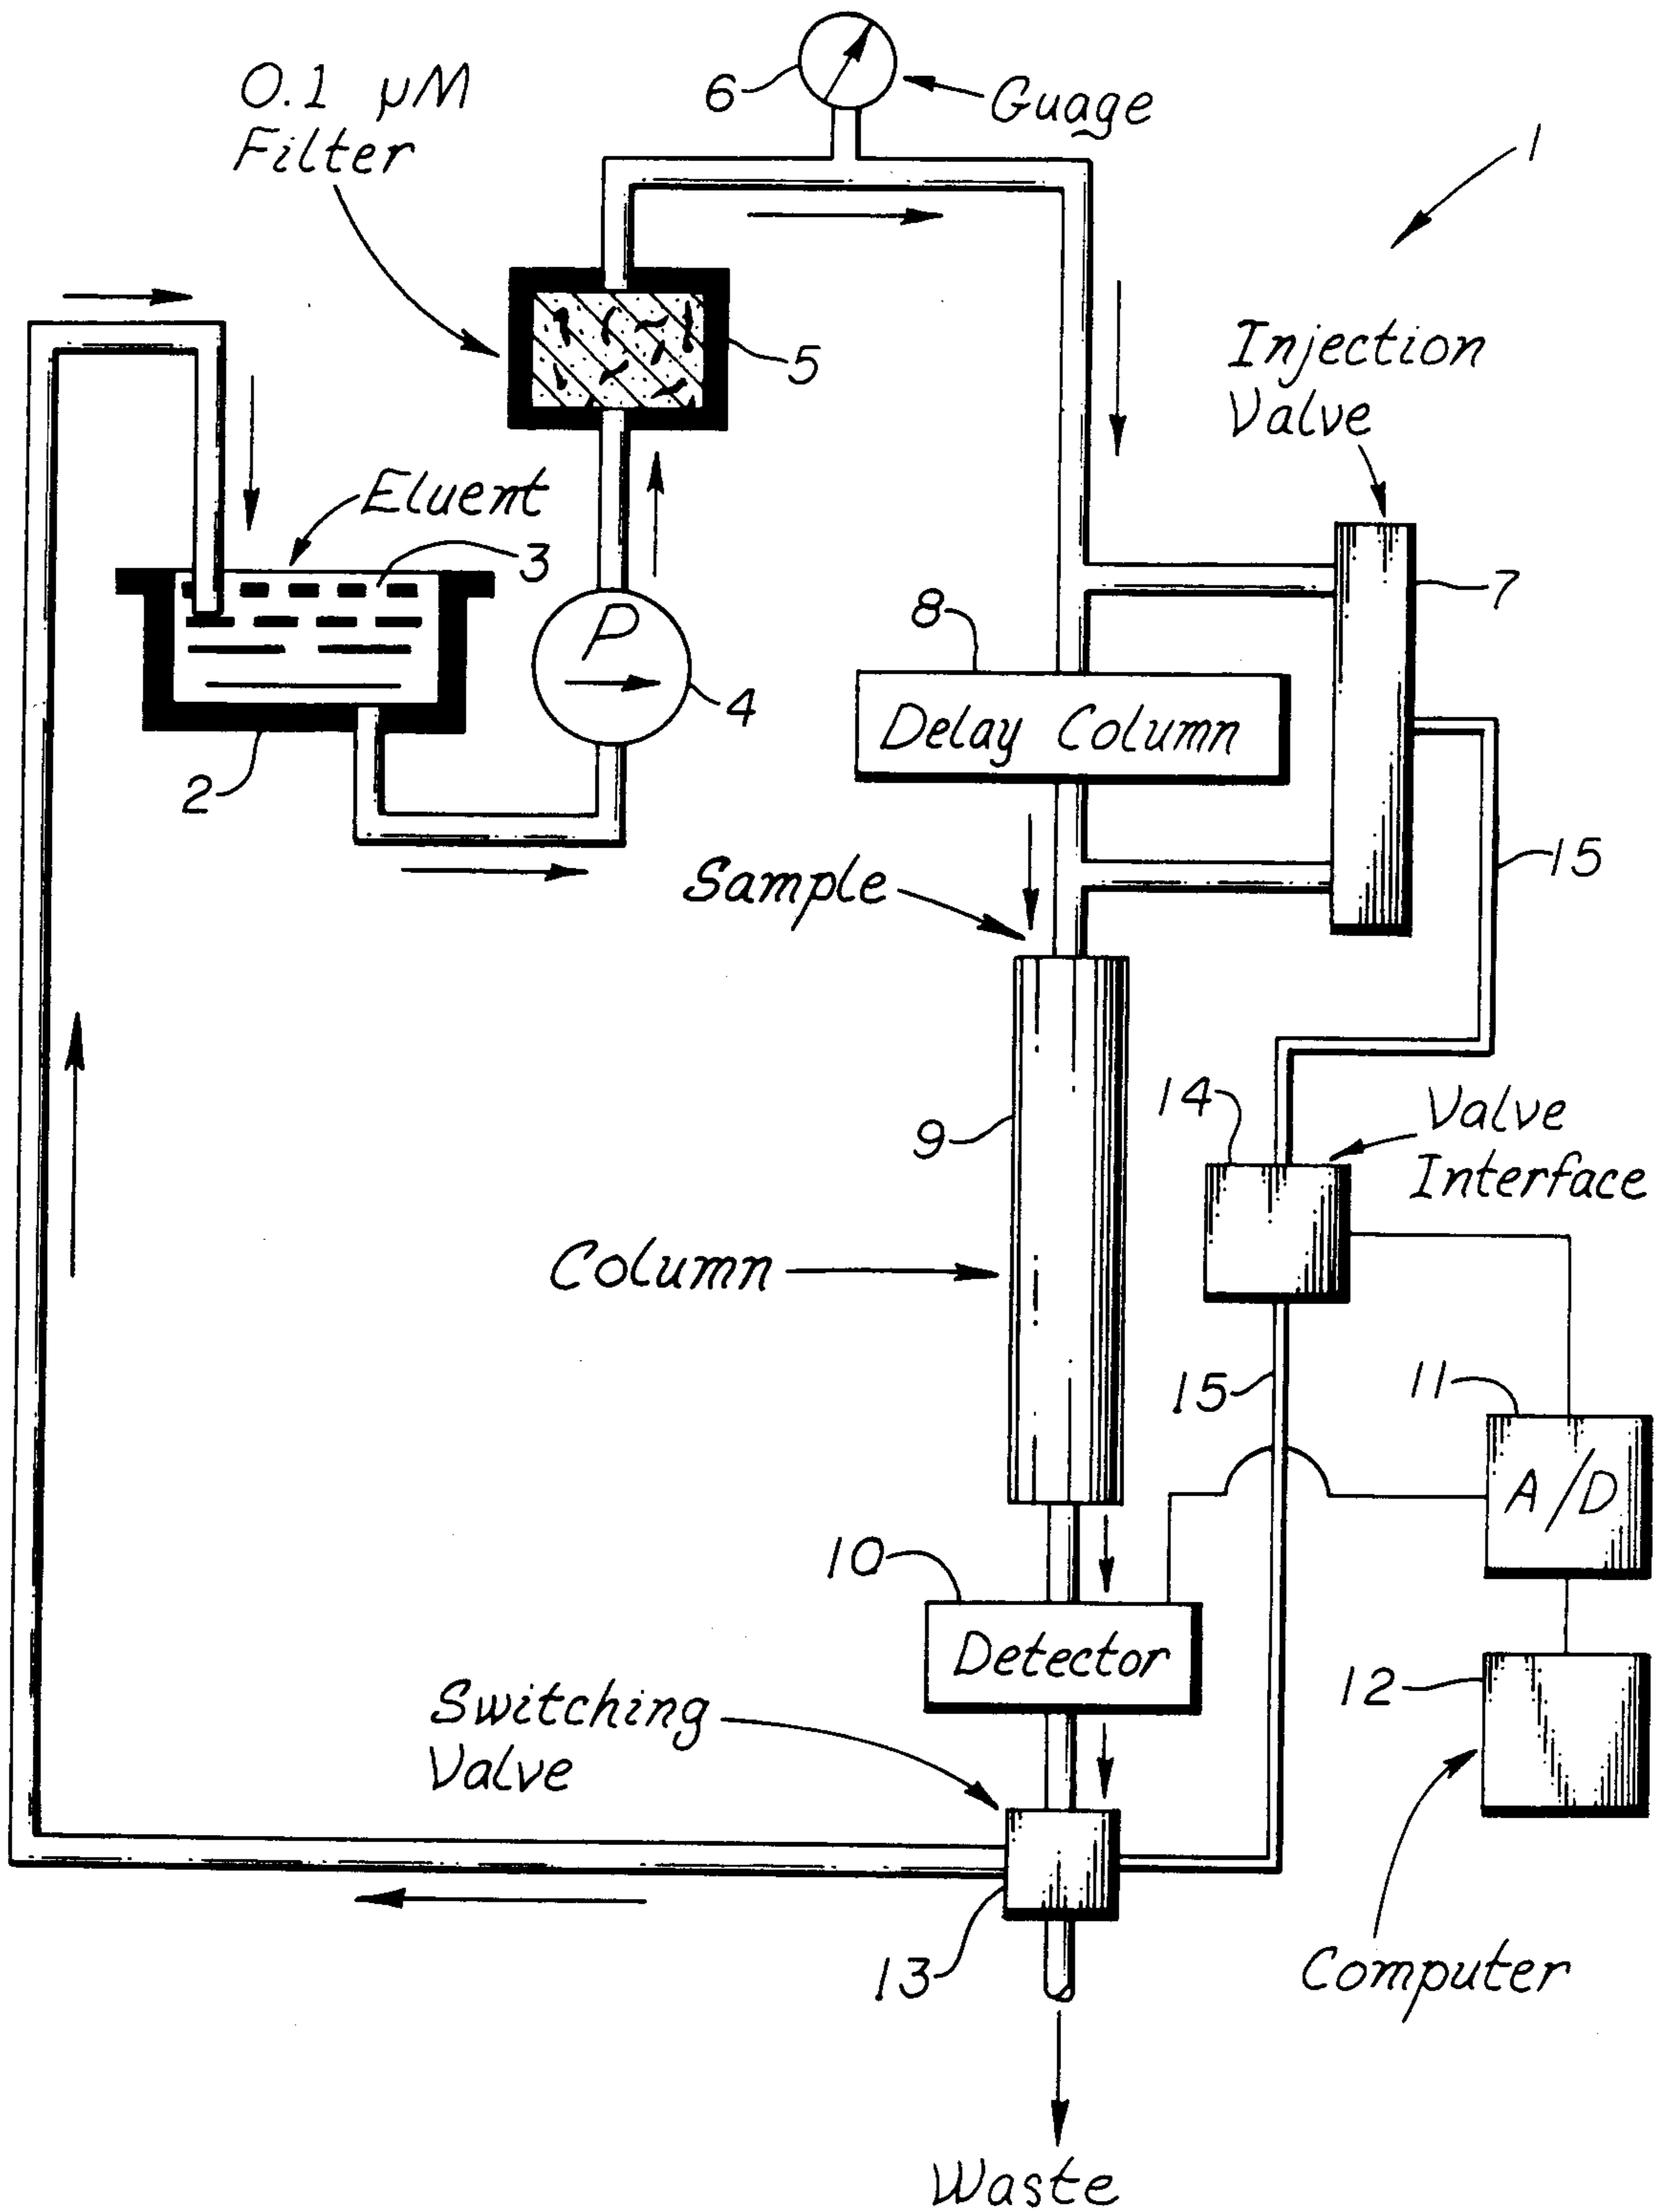 0.1 µM
Filter
6
Guage
1
5
Injection
Valve
Eluent
3
7
P
8
4
Delay Column
2
15
Sample
14
Valve
Interface
9
Column
11
15
A/D
10
Detector
12
Switching
Valve
13
Computer
Waste